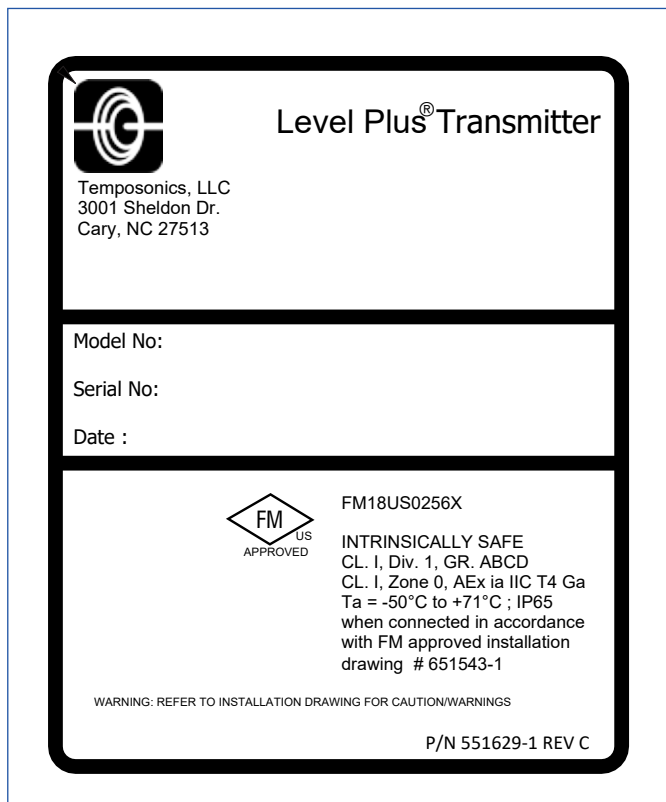 Level Plus® Transmitter
Temposonics, LLC
3001 Sheldon Dr.
Cary, NC 27513
Model No:
Serial No:
Date :
FM
US
APPROVED
FM18US0256X
INTRINSICALLY SAFE
CL. I, Div. 1, GR. ABCD
CL. I, Zone 0, AEx ia IIC T4 Ga
Ta = -50°C to +71°C ; IP65
when connected in accordance
with FM approved installation
drawing # 651543-1
WARNING: REFER TO INSTALLATION DRAWING FOR CAUTION/WARNINGS
P/N 551629-1 REV C